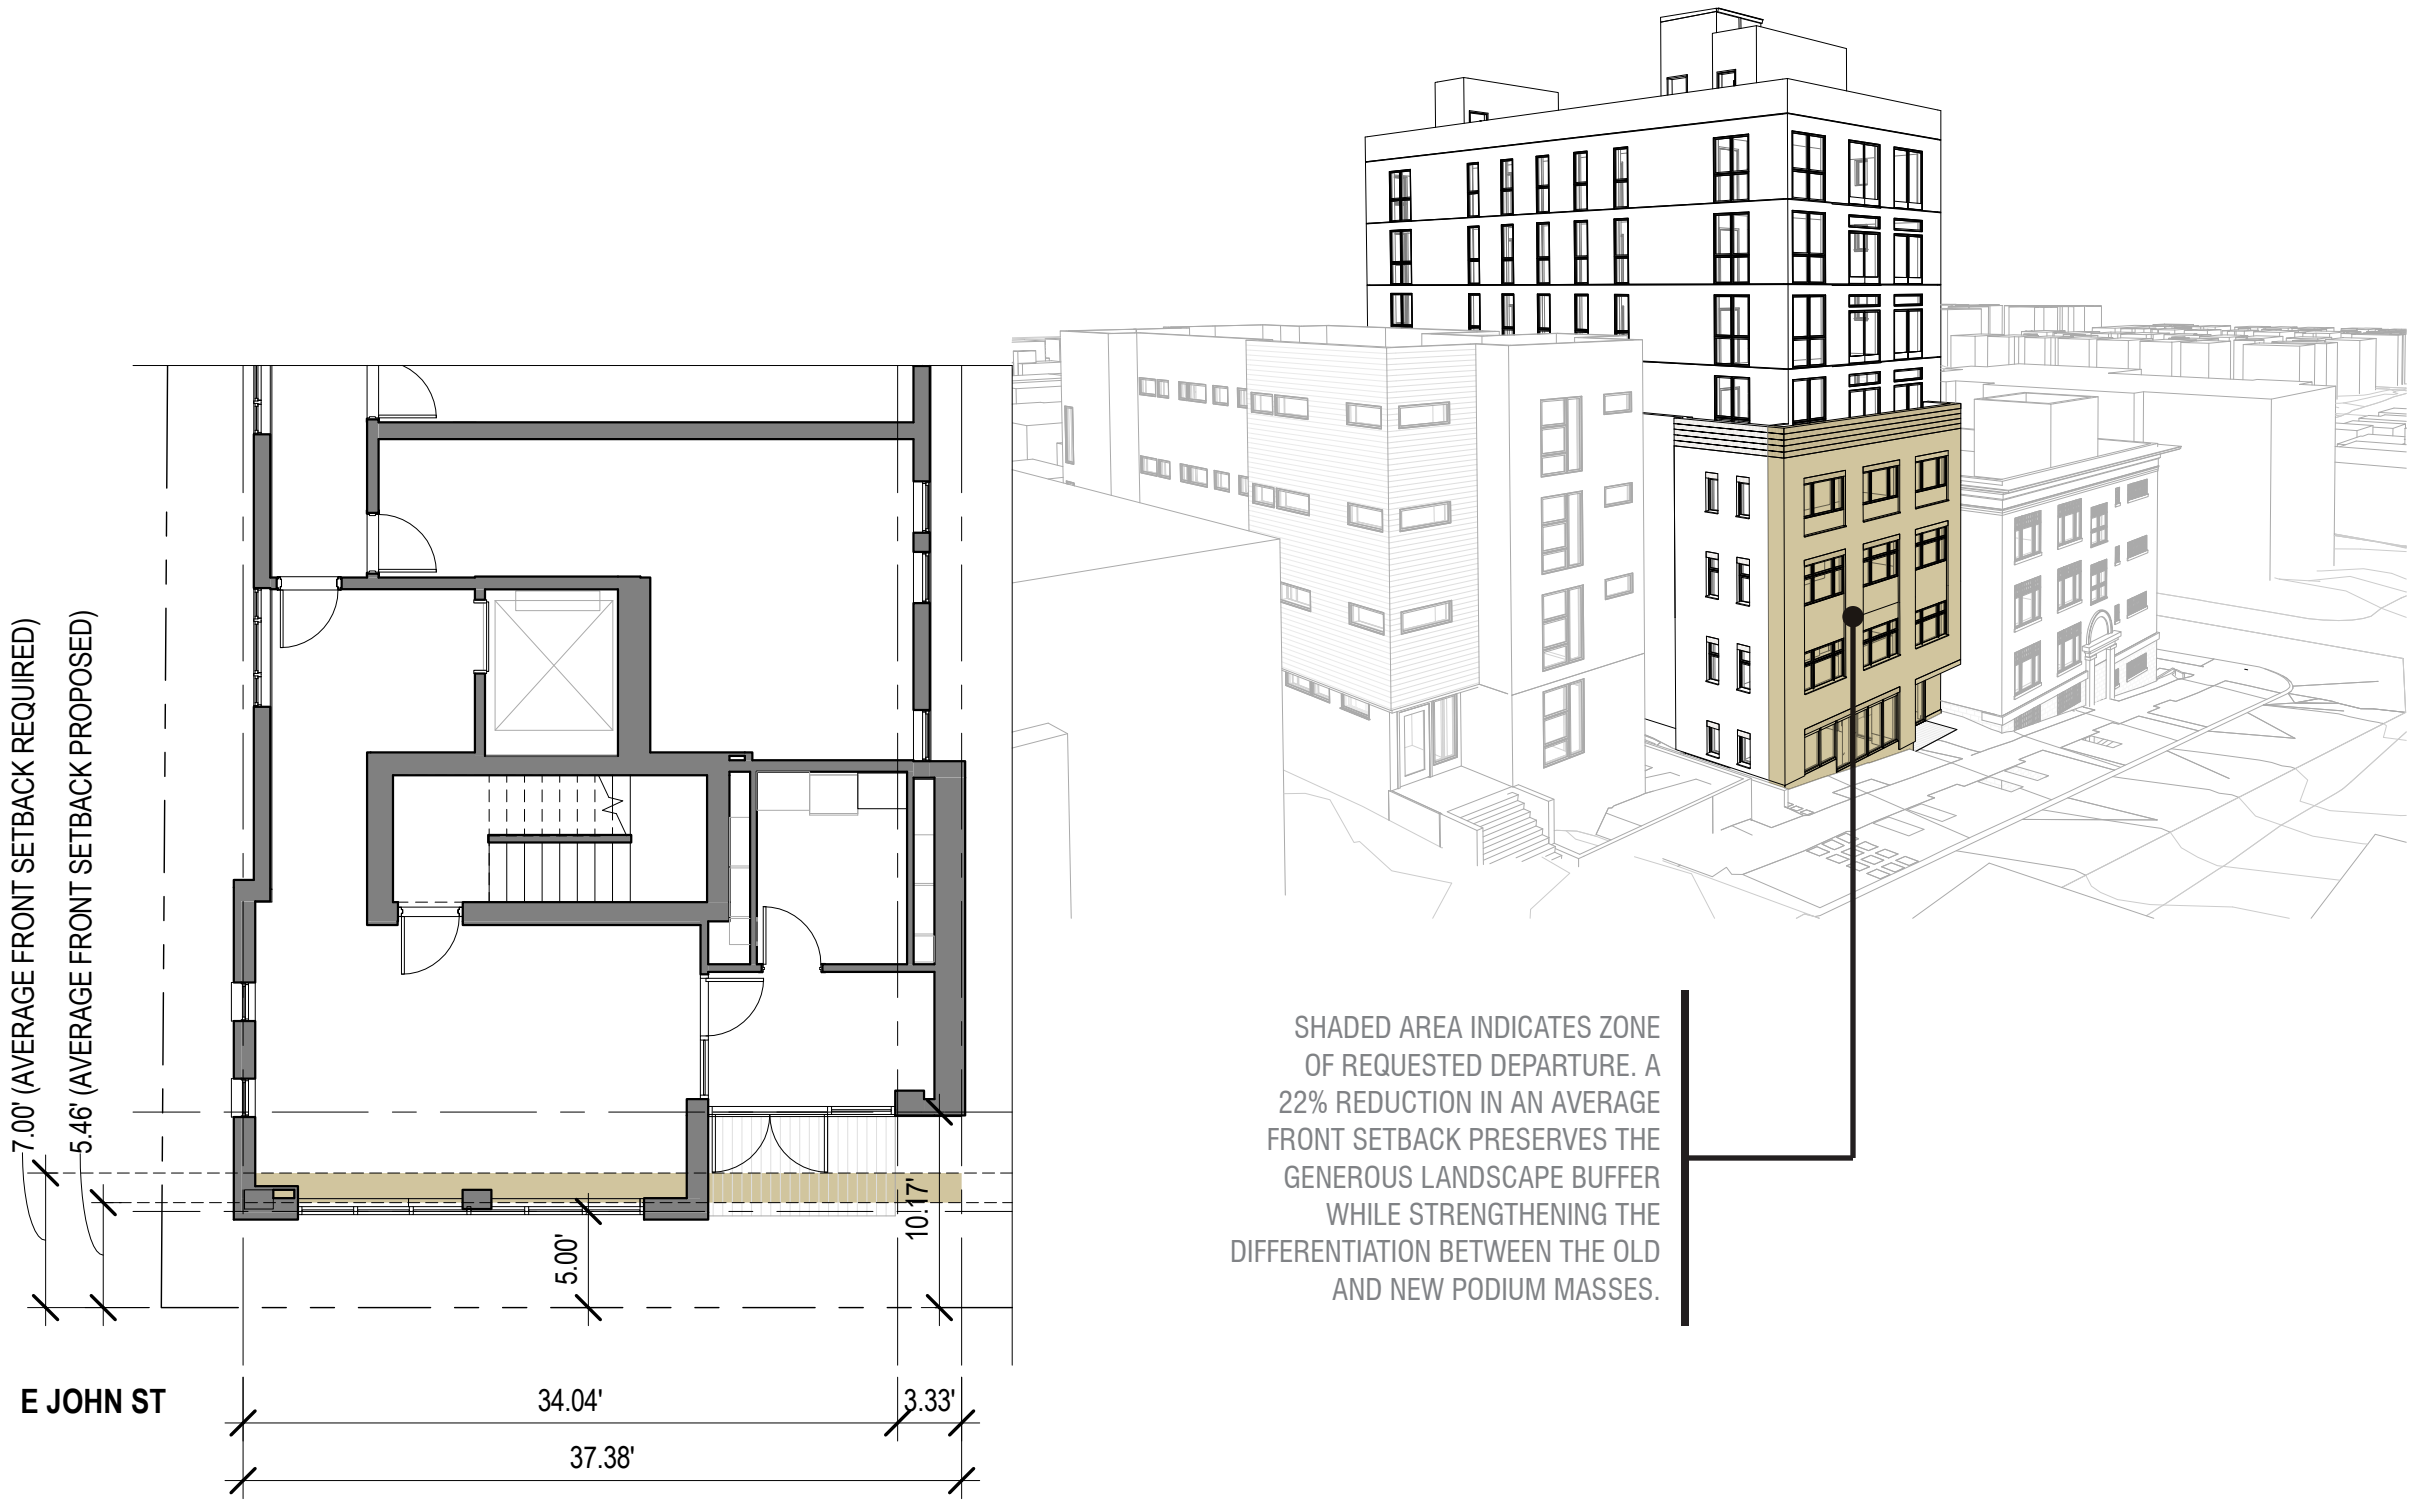 7.00' (AVERAGE FRONT SETBACK REQUIRED)
5.46' (AVERAGE FRONT SETBACK PROPOSED)
5.00'
10.17'
E JOHN ST
34.04'
3.33'
37.38'
SHADED AREA INDICATES ZONE
OF REQUESTED DEPARTURE. A
22% REDUCTION IN AN AVERAGE
FRONT SETBACK PRESERVES THE
GENEROUS LANDSCAPE BUFFER
WHILE STRENGTHENING THE
DIFFERENTIATION BETWEEN THE OLD
AND NEW PODIUM MASSES.